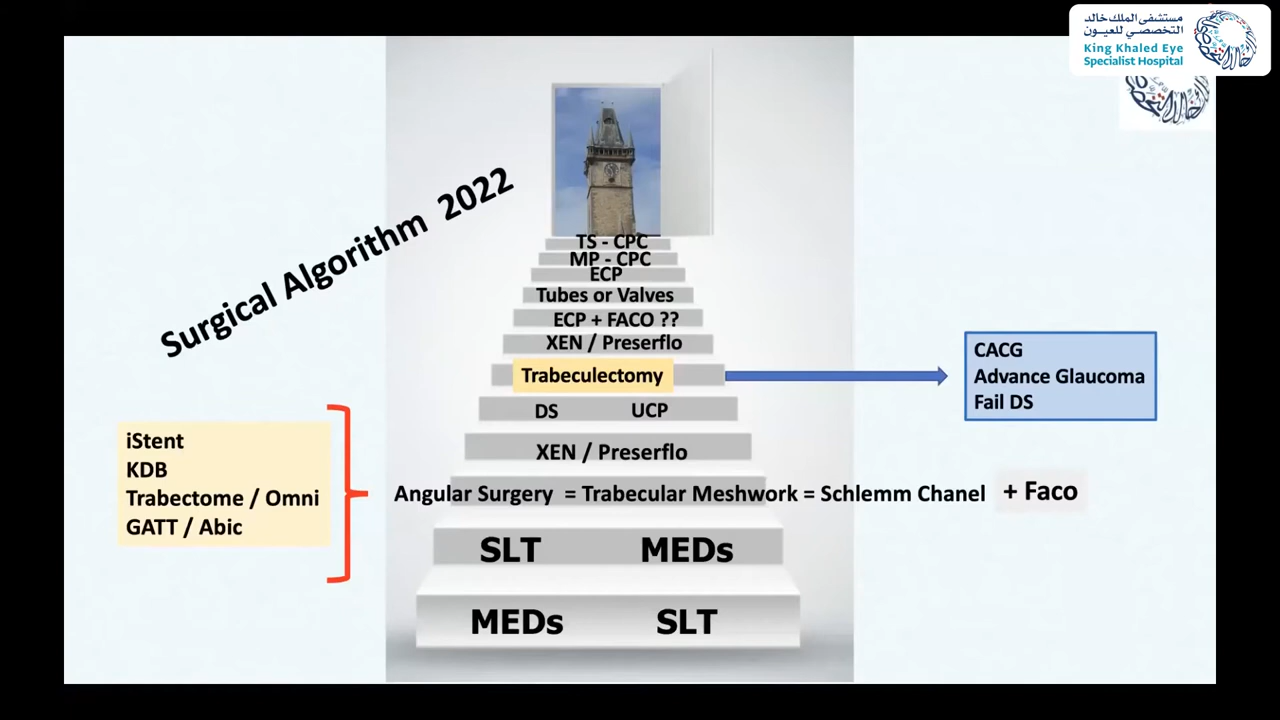 مستشفى الملك خالد
التخصصي للعيون
King Khaled Eye
Specialist Hospital
Surgical Algorithm 2022
TS - CPC
MP - CPC
ECP
Tubes or Valves
ECP + FACO ??
XEN / Preserflo
Trabeculectomy
CACG
Advance Glaucoma
Fail DS
DS UCP
XEN / Preserflo
iStent
KDB
Trabectome / Omni
GATT / Abic
Angular Surgery = Trabecular Meshwork = Schlemm Chanel + Faco
SLT MEDs
MEDs SLT